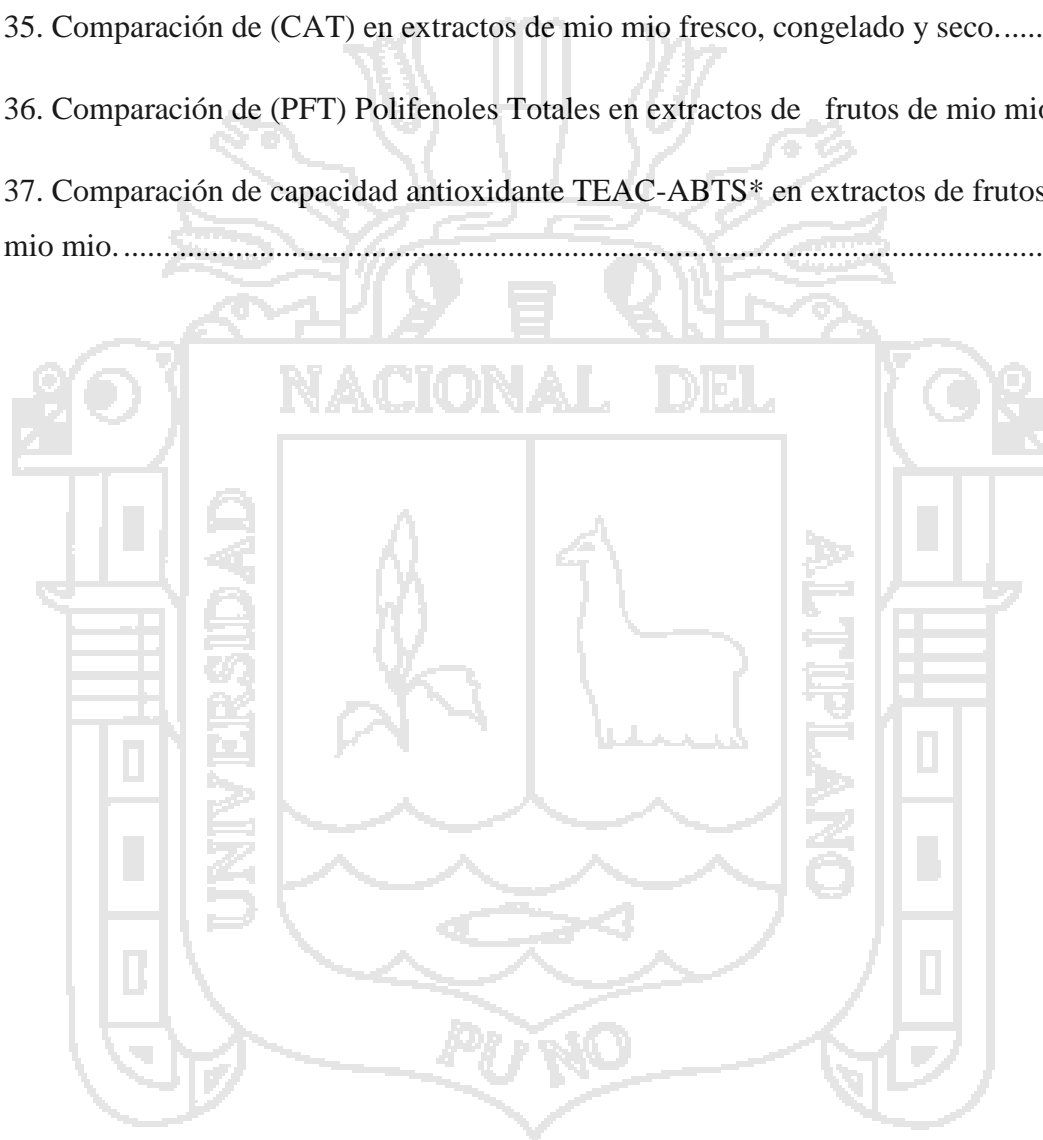 35. Comparación de (CAT) en extractos de mio mio fresco, congelado y seco. .....
36. Comparación de (PFT) Polifenoles Totales en extractos de frutos de mio mio
37. Comparación de capacidad antioxidante TEAC-ABTS* en extractos de frutos
mio mio. ..........................................................................................................................
NACIONAL DEL
UNIVERSIDAD
ALTIPLANO
PUNO